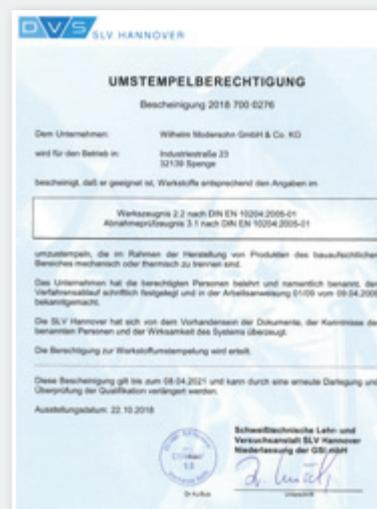 DVS SLV HANNOVER
UMSTEMPELBERECHTIGUNG
Bescheinigung 2018 700 0276
Dem Unternehmen: Wilhelm Modersohn GmbH & Co. KG
wird für den Betrieb in: Industriestraße 23
32139 Spenge
bescheinigt, daß er geeignet ist, Werkstoffe entsprechend den Angaben im
Werkszeugnis 2.2 nach DIN EN 10204:2005-01
Abnahmeprüfzeugnis 3.1 nach DIN EN 10204:2005-01
umzustempeln, die im Rahmen der Herstellung von Produkten des bauaufsichtlichen
Bereiches mechanisch oder thermisch zu trennen sind.
Das Unternehmen hat die berechtigten Personen belehrt und namentlich benannt, den
Verfahrensablauf schriftlich festgelegt und in der Arbeitsanweisung 01/09 vom 09.04.2009
bekanntgemacht.
Die SLV Hannover hat sich von dem Vorhandensein der Dokumente, der Kenntnisse der
benannten Personen und der Wirksamkeit des Systems überzeugt.
Die Berechtigung zur Werkstoffumstempelung wird erteilt.
Diese Bescheinigung gilt bis zum 08.04.2021 und kann durch eine erneute Darlegung und
Überprüfung der Qualifikation verlängert werden.
Ausstellungsdatum: 22.10.2018
Schweißtechnische Lehr- und
Versuchsanstalt SLV Hannover
Niederlassung der GSI mbH
Unterschrift